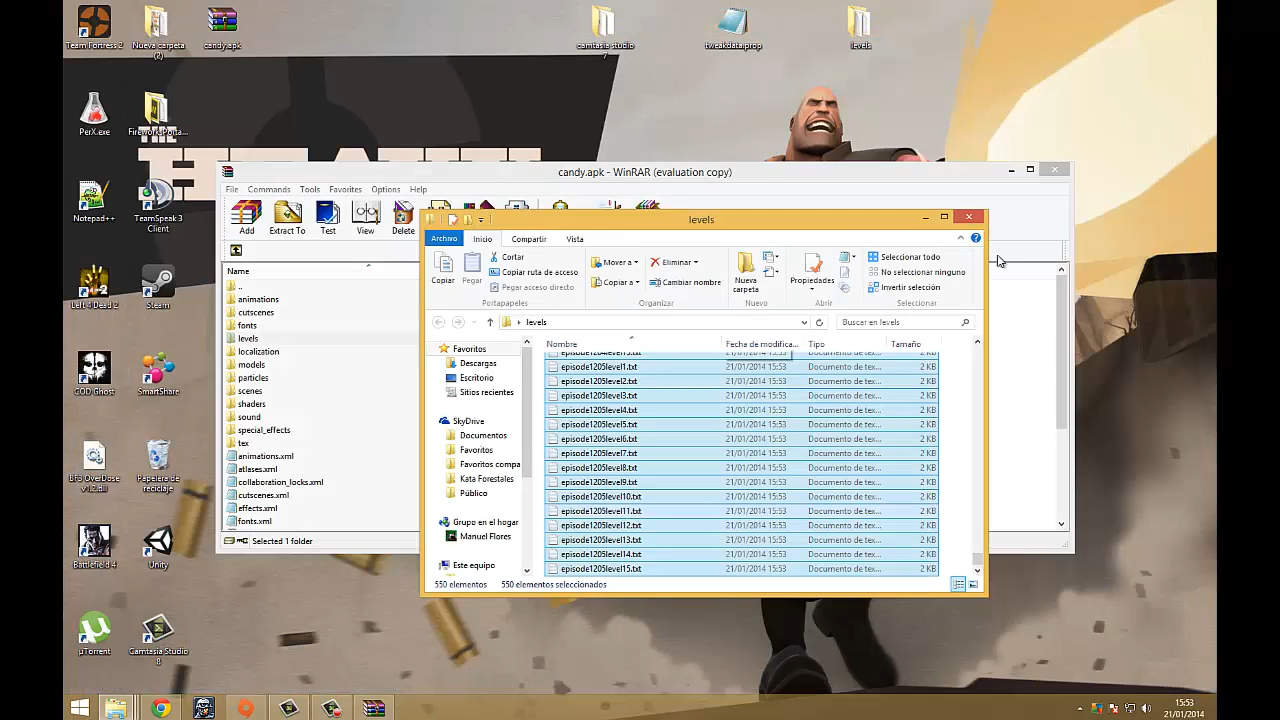 Team Fortress 2
Nueva carpeta (2)
candy.apk
camtasia studio 7
tweakdata.prop
levels
PerX.exe
FireworksPorta...
THE
HEAVY
Notepad++
TeamSpeak 3 Client
Left 4 Dead 2
Steam
COD Ghost
SmartShare
Papelera de reciclaje
Battlefield 4
Unity
µTorrent
Camtasia Studio 8
candy.apk - WinRAR (evaluation copy)
File Commands Tools Favorites Options Help
Add Extract To Test View Delete
Name
..
animations
cutscenes
fonts
levels
localization
models
particles
scenes
shaders
sound
special_effects
tex
animations.xml
atlases.xml
collaboration_locks.xml
cutscenes.xml
effects.xml
fonts.xml
Selected 1 folder
levels
Archivo Inicio Compartir Vista
Copiar Pegar
Cortar
Copiar ruta de acceso
Pegar acceso directo
Portapapeles
Mover a
Copiar a
Eliminar
Cambiar nombre
Organizar
Nueva carpeta
Nuevo
Propiedades
Abrir
Seleccionar todo
No seleccionar ninguno
Invertir selección
Seleccionar
levels
Buscar en levels
Favoritos
Descargas
Escritorio
Sitios recientes
SkyDrive
Documentos
Favoritos
Favoritos compa
Kata Forestales
Público
Grupo en el hogar
Manuel Flores
Este equipo
Nombre Fecha de modifica... Tipo Tamaño
episode1204level15.txt 21/01/2014 15:53 Documento de tex... 2 KB
episode1205level1.txt 21/01/2014 15:53 Documento de tex... 2 KB
episode1205level2.txt 21/01/2014 15:53 Documento de tex... 2 KB
episode1205level3.txt 21/01/2014 15:53 Documento de tex... 2 KB
episode1205level4.txt 21/01/2014 15:53 Documento de tex... 2 KB
episode1205level5.txt 21/01/2014 15:53 Documento de tex... 2 KB
episode1205level6.txt 21/01/2014 15:53 Documento de tex... 2 KB
episode1205level7.txt 21/01/2014 15:53 Documento de tex... 2 KB
episode1205level8.txt 21/01/2014 15:53 Documento de tex... 2 KB
episode1205level9.txt 21/01/2014 15:53 Documento de tex... 2 KB
episode1205level10.txt 21/01/2014 15:53 Documento de tex... 2 KB
episode1205level11.txt 21/01/2014 15:53 Documento de tex... 2 KB
episode1205level12.txt 21/01/2014 15:53 Documento de tex... 2 KB
episode1205level13.txt 21/01/2014 15:53 Documento de tex... 2 KB
episode1205level14.txt 21/01/2014 15:53 Documento de tex... 2 KB
episode1205level15.txt 21/01/2014 15:53 Documento de tex... 2 KB
550 elementos 550 elementos seleccionados
15:53
21/01/2014